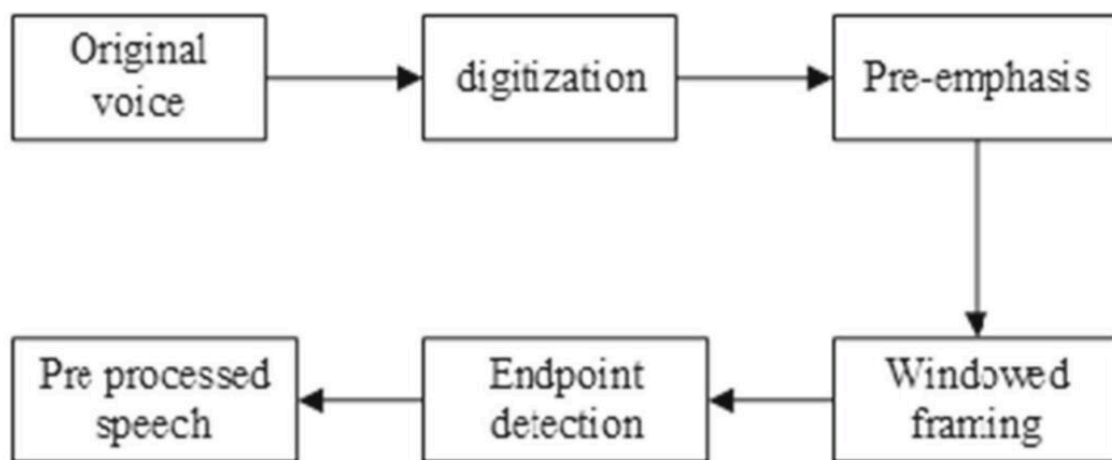 Original
voice
digitization
Pre-emphasis
Windowed
framing
Endpoint
detection
Pre processed
speech